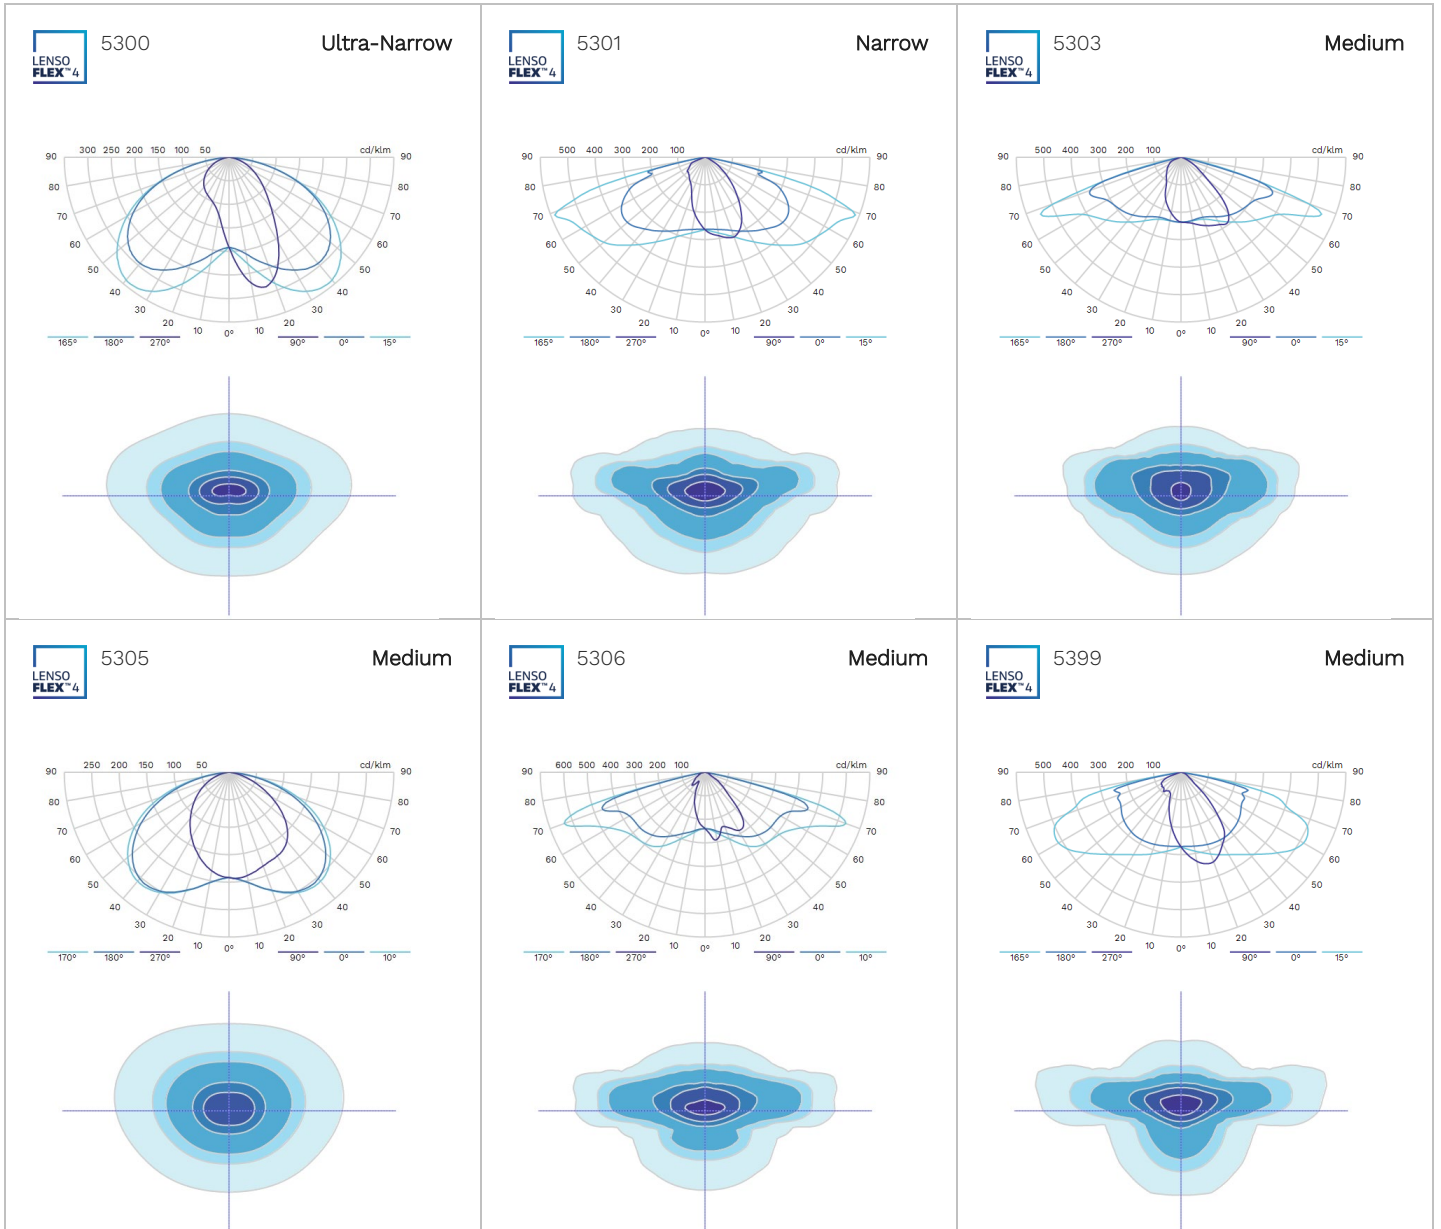 LENSO
FLEX™4
5300
Ultra-Narrow
90 300 250 200 150 100 50 cd/klm 90
80 80
70 70
60 60
50 50
40 40
30 30
20 10 0° 10 20
165° 180° 270° 90° 0° 15°
LENSO
FLEX™4
5301
Narrow
90 500 400 300 200 100 cd/klm 90
80 80
70 70
60 60
50 50
40 40
30 30
20 10 0° 10 20
165° 180° 270° 90° 0° 15°
LENSO
FLEX™4
5303
Medium
90 500 400 300 200 100 cd/klm 90
80 80
70 70
60 60
50 50
40 40
30 30
20 10 0° 10 20
165° 180° 270° 90° 0° 15°
LENSO
FLEX™4
5305
Medium
90 250 200 150 100 50 cd/klm 90
80 80
70 70
60 60
50 50
40 40
30 30
20 10 0° 10 20
170° 180° 270° 90° 0° 10°
LENSO
FLEX™4
5306
Medium
90 600 500 400 300 200 100 cd/klm 90
80 80
70 70
60 60
50 50
40 40
30 30
20 10 0° 10 20
170° 180° 270° 90° 0° 10°
LENSO
FLEX™4
5399
Medium
90 500 400 300 200 100 cd/klm 90
80 80
70 70
60 60
50 50
40 40
30 30
20 10 0° 10 20
165° 180° 270° 90° 0° 15°